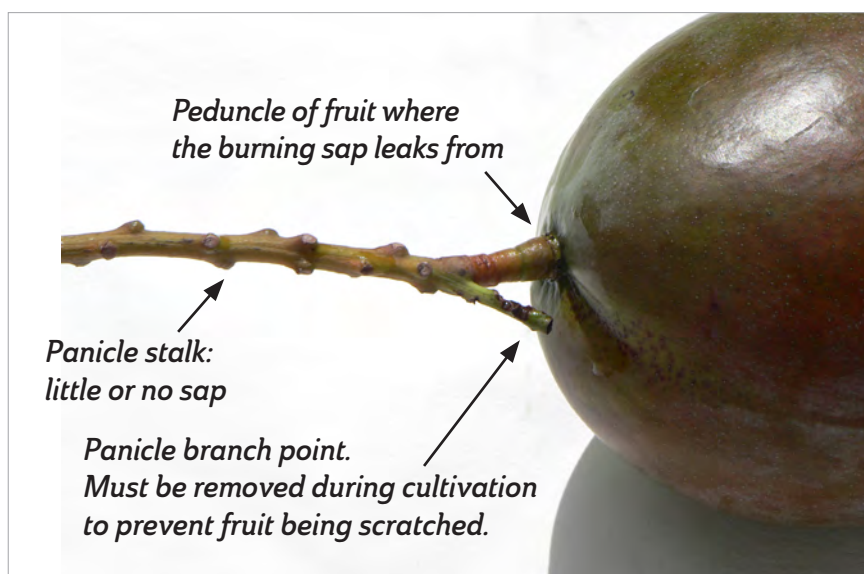 Peduncle of fruit where
the burning sap leaks from
Panicle stalk:
little or no sap
Panicle branch point.
Must be removed during cultivation
to prevent fruit being scratched.